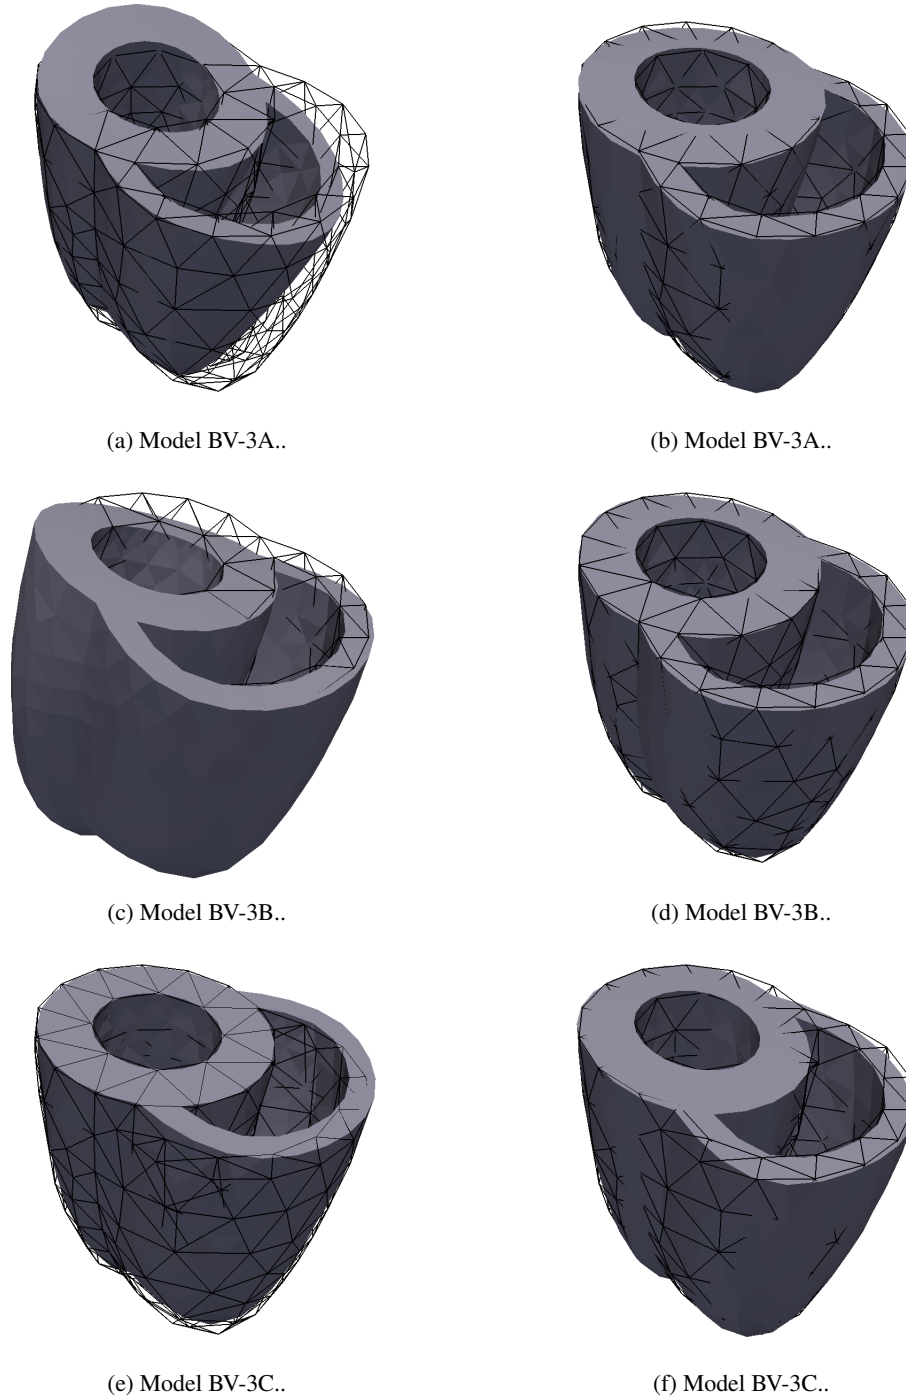 (a) Model BV-3A..
(b) Model BV-3A..
(c) Model BV-3B..
(d) Model BV-3B..
(e) Model BV-3C..
(f) Model BV-3C..